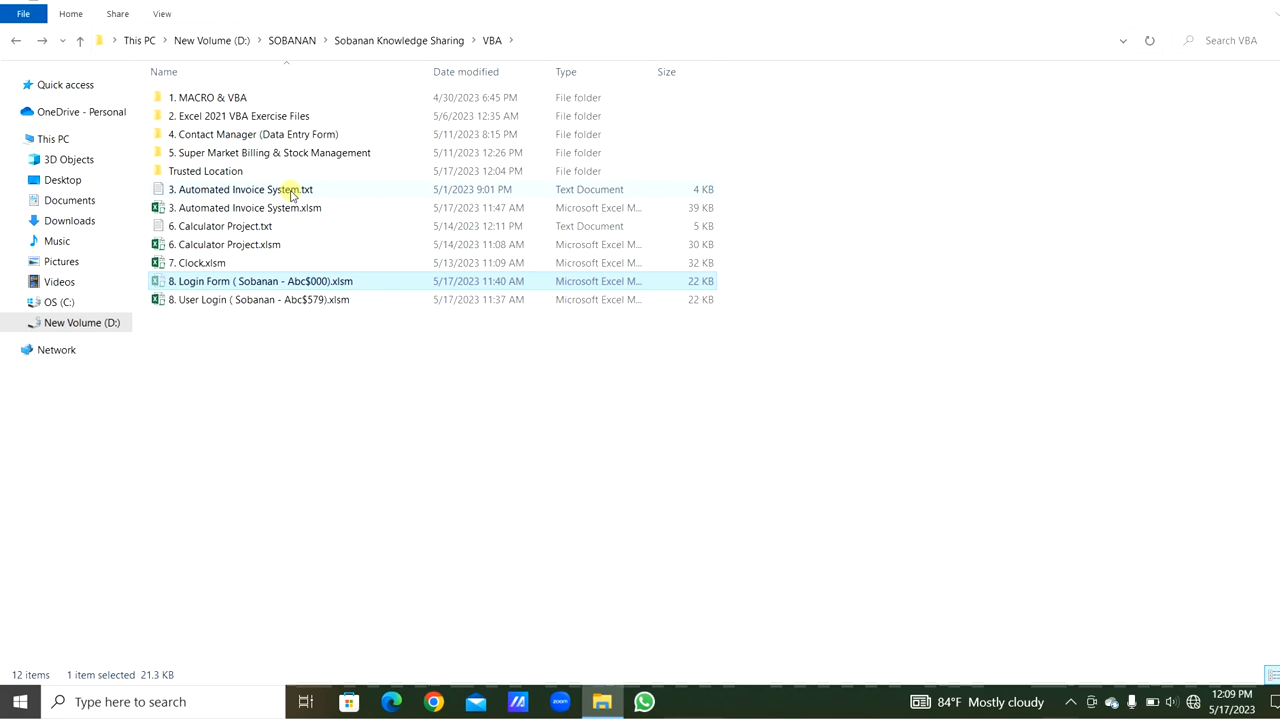 File Home Share View
This PC New Volume (D:) SOBANAN Sobanan Knowledge Sharing VBA Search VBA
Name Date modified Type Size
Quick access
OneDrive - Personal
This PC
3D Objects
Desktop
Documents
Downloads
Music
Pictures
Videos
OS (C:)
New Volume (D:)
Network
1. MACRO & VBA 4/30/2023 6:45 PM File folder
2. Excel 2021 VBA Exercise Files 5/6/2023 12:35 AM File folder
4. Contact Manager (Data Entry Form) 5/11/2023 8:15 PM File folder
5. Super Market Billing & Stock Management 5/11/2023 12:26 PM File folder
Trusted Location 5/17/2023 12:04 PM File folder
3. Automated Invoice System.txt 5/1/2023 9:01 PM Text Document 4 KB
3. Automated Invoice System.xlsm 5/17/2023 11:47 AM Microsoft Excel M... 39 KB
6. Calculator Project.txt 5/14/2023 12:11 PM Text Document 5 KB
6. Calculator Project.xlsm 5/14/2023 11:08 AM Microsoft Excel M... 30 KB
7. Clock.xlsm 5/13/2023 11:09 AM Microsoft Excel M... 32 KB
8. Login Form ( Sobanan - Abc$000).xlsm 5/17/2023 11:40 AM Microsoft Excel M... 22 KB
8. User Login ( Sobanan - Abc$579).xlsm 5/17/2023 11:37 AM Microsoft Excel M... 22 KB
12 items 1 item selected 21.3 KB
Type here to search zoom 84°F Mostly cloudy 12:09 PM
5/17/2023